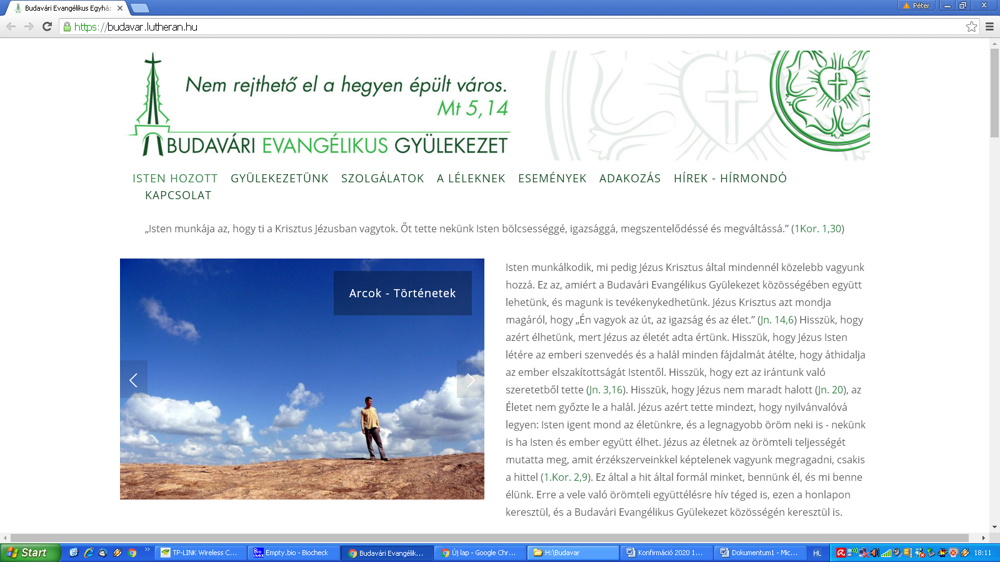 Budavári Evangélikus Egyház
Péter
https://budavar.lutheran.hu
Nem rejthető el a hegyen épült város.
Mt 5,14
BUDAVÁRI EVANGÉLIKUS GYÜLEKEZET
ISTEN HOZOTT GYÜLEKEZETÜNK SZOLGÁLATOK A LÉLEKNEK ESEMÉNYEK ADAKOZÁS HÍREK - HÍRMONDÓ
KAPCSOLAT
„Isten munkája az, hogy ti a Krisztus Jézusban vagytok. Őt tette nekünk Isten bölcsességgé, igazsággá, megszentelődéssé és megváltássá.” (1Kor. 1,30)
Arcok - Történetek
Isten munkálkodik, mi pedig Jézus Krisztus által mindennél közelebb vagyunk
hozzá. Ez az, amiért a Budavári Evangélikus Gyülekezet közösségében együtt
lehetünk, és magunk is tevékenykedhetünk. Jézus Krisztus azt mondja
magáról, hogy „Én vagyok az út, az igazság és az élet.” (Jn. 14,6) Hisszük, hogy
azért élhetünk, mert Jézus az életét adta értünk. Hisszük, hogy Jézus Isten
létére az emberi szenvedés és a halál minden fájdalmát átélte, hogy áthidalja
az ember elszakítottságát Istentől. Hisszük, hogy ezt az irántunk való
szeretetből tette (Jn. 3,16). Hisszük, hogy Jézus nem maradt halott (Jn. 20), az
Életet nem győzte le a halál. Jézus azért tette mindezt, hogy nyilvánvalóvá
legyen: Isten igent mond az életünkre, és a legnagyobb öröm neki is - nekünk
is ha Isten és ember együtt élhet. Jézus az életnek az örömteli teljességét
mutatta meg, amit érzékszerveinkkel képtelenek vagyunk megragadni, csakis
a hittel (1.Kor. 2,9). Ez által a hit által formál minket, bennünk él, és mi benne
élünk. Erre a vele való örömteli együttélésre hív téged is, ezen a honlapon
keresztül, és a Budavári Evangélikus Gyülekezet közösségén keresztül is.
Start TP-LINK Wireless C... Empty.bio - Biocheck Budavári Evangélik... Új lap - Google Chr... H:\Budavar Konfirmáció 2020 1... Dokumentum1 - Mic... HU 18:11